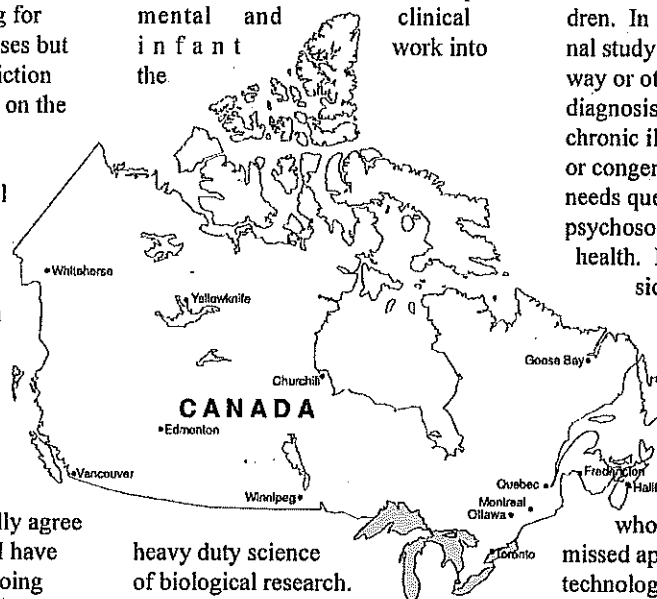 g for
ses but
iction
on the
lly agree
l have
oing
mental and
infant
the
clinical
work into
heavy duty science
of biological research.
dren. In
nal study
way or ot
diagnosis
chronic il
or conger
needs que
psychoso
health. I
sic
who
missed ap
technolog
Whitehorse
Yellowknife
Churchill
CANADA
Edmonton
Vancouver
Winnipeg
Goose Bay
Quebec
Montreal
Ottawa
Toronto
Fredricton
Halif